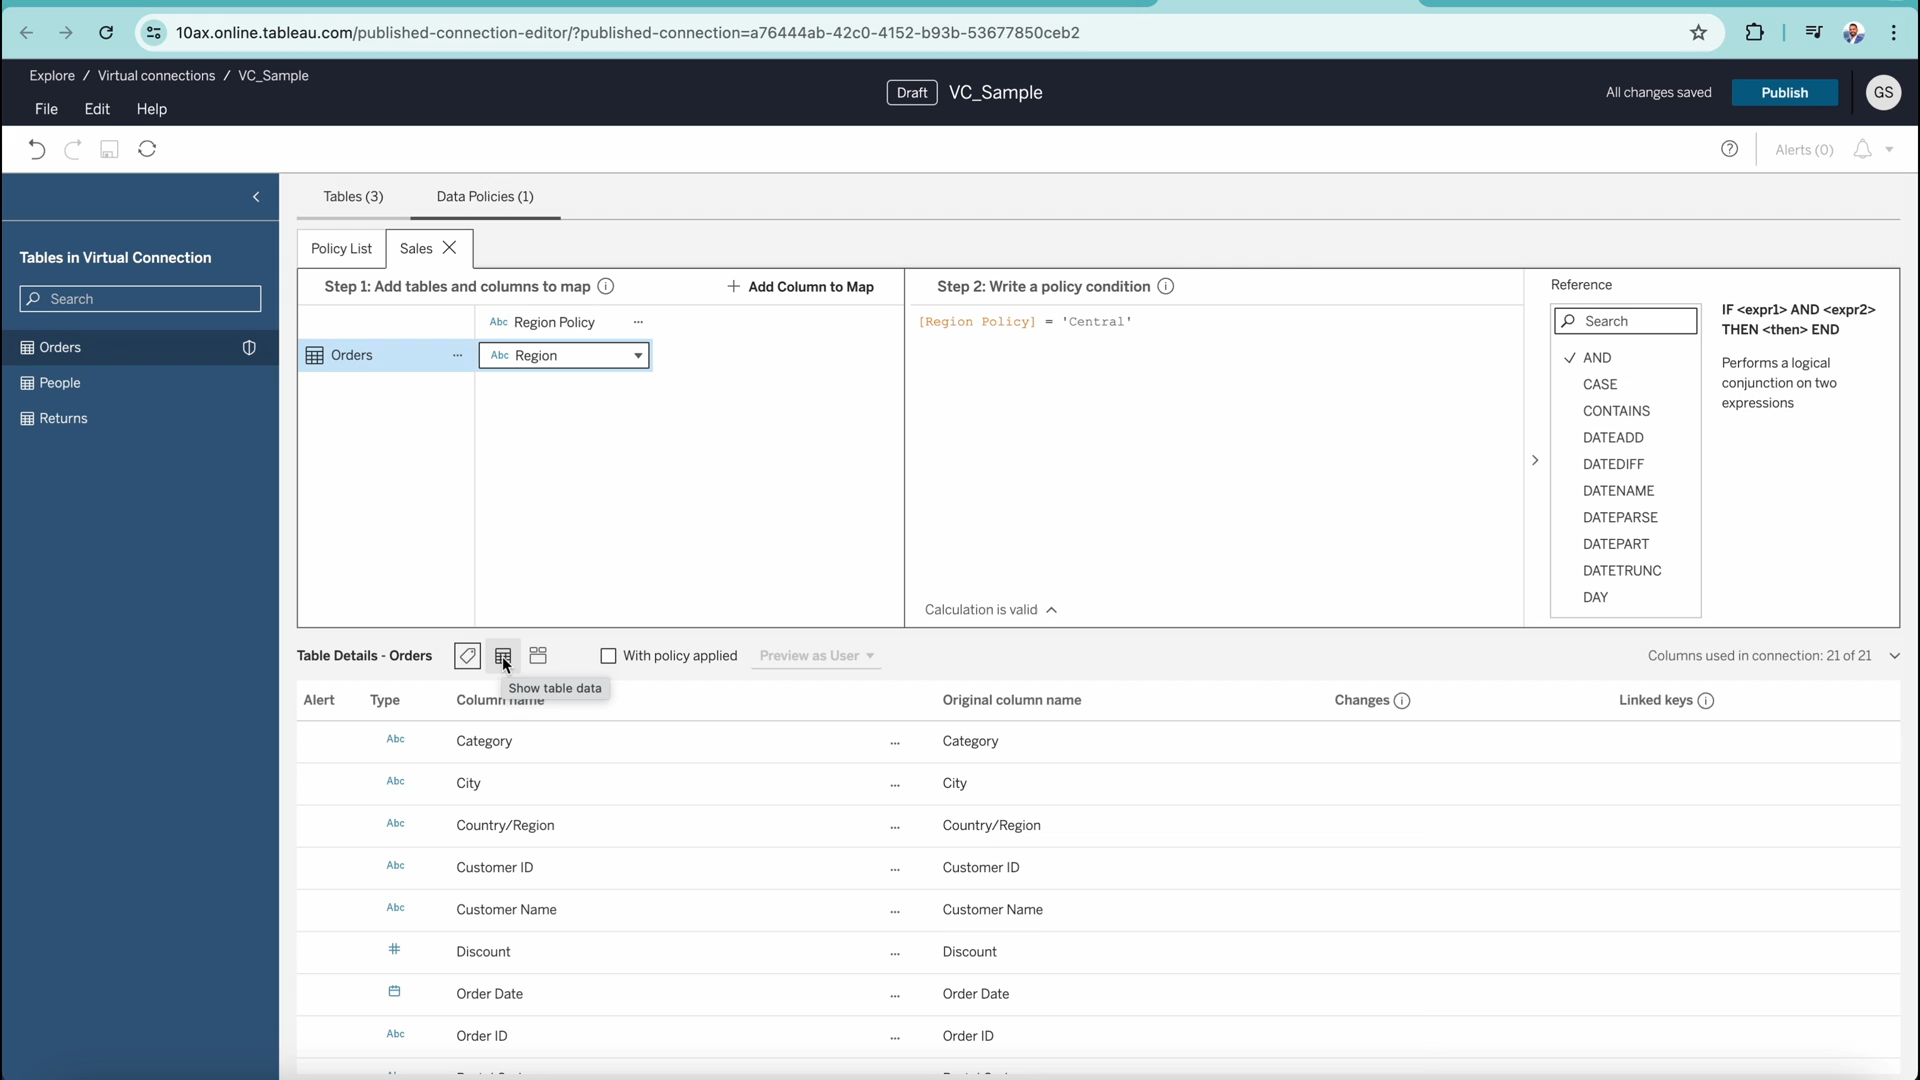 10ax.online.tableau.com/published-connection-editor/?published-connection=a76444ab-42c0-4152-b93b-53677850ceb2
Explore / Virtual connections / VC_Sample
File Edit Help
Draft VC_Sample
All changes saved Publish GS
Alerts (0)
Tables (3) Data Policies (1)
Tables in Virtual Connection
Search
Orders
People
Returns
Policy List Sales
Step 1: Add tables and columns to map + Add Column to Map
Abc Region Policy ...
Orders ... Abc Region
Step 2: Write a policy condition
[Region Policy] = 'Central'
Calculation is valid
Reference
Search
AND
CASE
CONTAINS
DATEADD
DATEDIFF
DATENAME
DATEPARSE
DATEPART
DATETRUNC
DAY
IF <expr1> AND <expr2>
THEN <then> END
Performs a logical
conjunction on two
expressions
Table Details - Orders With policy applied Preview as User Columns used in connection: 21 of 21
Show table data
Alert Type Column name Original column name Changes Linked keys
Abc Category ... Category
Abc City ... City
Abc Country/Region ... Country/Region
Abc Customer ID ... Customer ID
Abc Customer Name ... Customer Name
# Discount ... Discount
Order Date ... Order Date
Abc Order ID ... Order ID